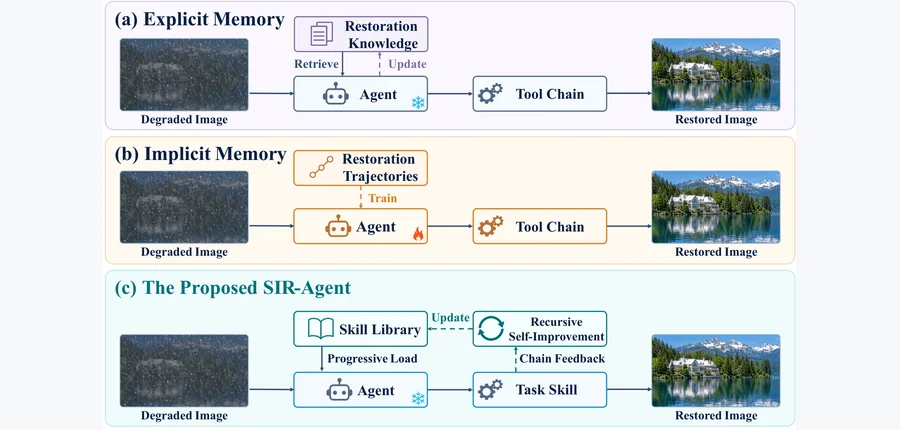 (a) Explicit Memory
Restoration
Knowledge
Retrieve
Update
Agent
Tool Chain
Degraded Image
Restored Image
(b) Implicit Memory
Restoration
Trajectories
Train
Agent
Tool Chain
Degraded Image
Restored Image
(c) The Proposed SIR-Agent
Skill Library
Update
Recursive
Self-Improvement
Progressive Load
Chain Feedback
Agent
Task Skill
Degraded Image
Restored Image